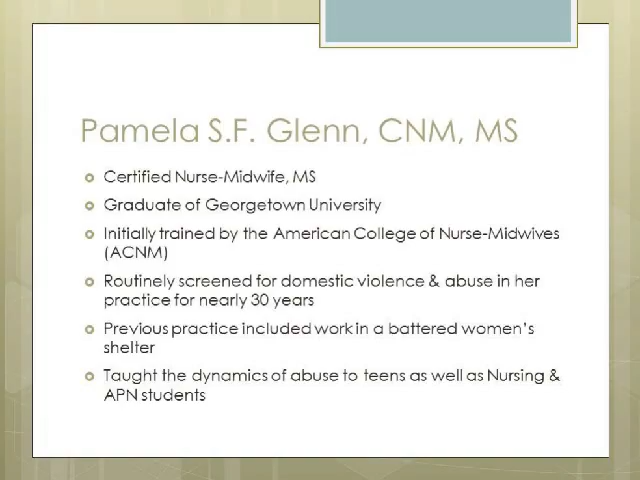 Pamela S.F. Glenn, CNM, MS
Certified Nurse-Midwife, MS
Graduate of Georgetown University
Initially trained by the American College of Nurse-Midwives
(ACNM)
Routinely screened for domestic violence & abuse in her
practice for nearly 30 years
Previous practice included work in a battered women's
shelter
Taught the dynamics of abuse to teens as well as Nursing &
APN students